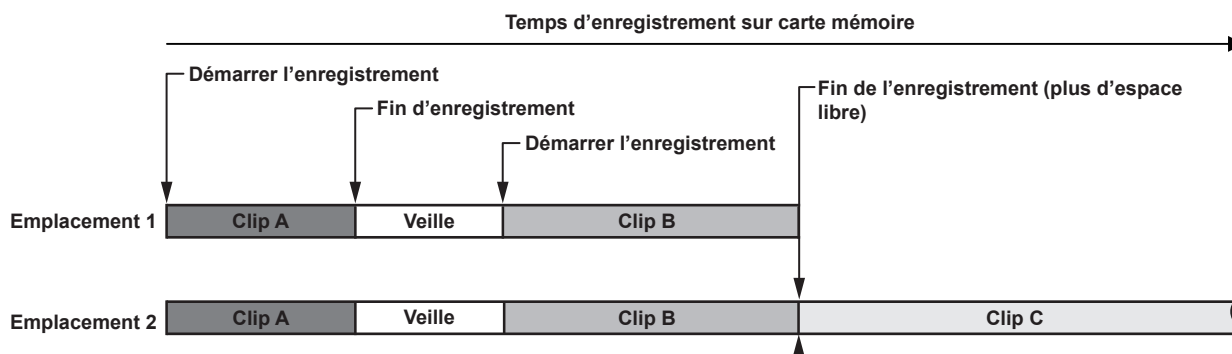 Temps d’enregistrement sur carte mémoire
Démarrer l’enregistrement
Fin d’enregistrement
Démarrer l’enregistrement
Fin de l’enregistrement (plus d’espace
libre)
Emplacement 1 Clip A Veille Clip B
Emplacement 2 Clip A Veille Clip B Clip C